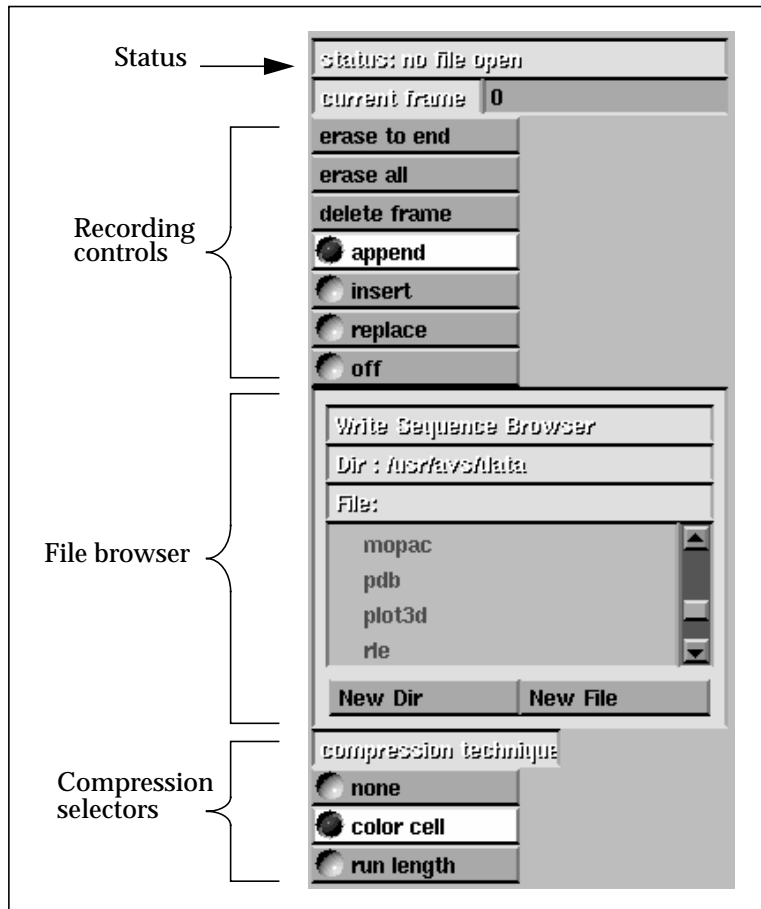 Status
status: no file open
current frame 0
erase to end
erase all
delete frame
Recording
controls
append
insert
replace
off
Write Sequence Browser
Dir : /usr/avs/data
File:
File browser
mopac
pdb
plot3d
rle
New Dir New File
compression technique
Compression
selectors
none
color cell
run length